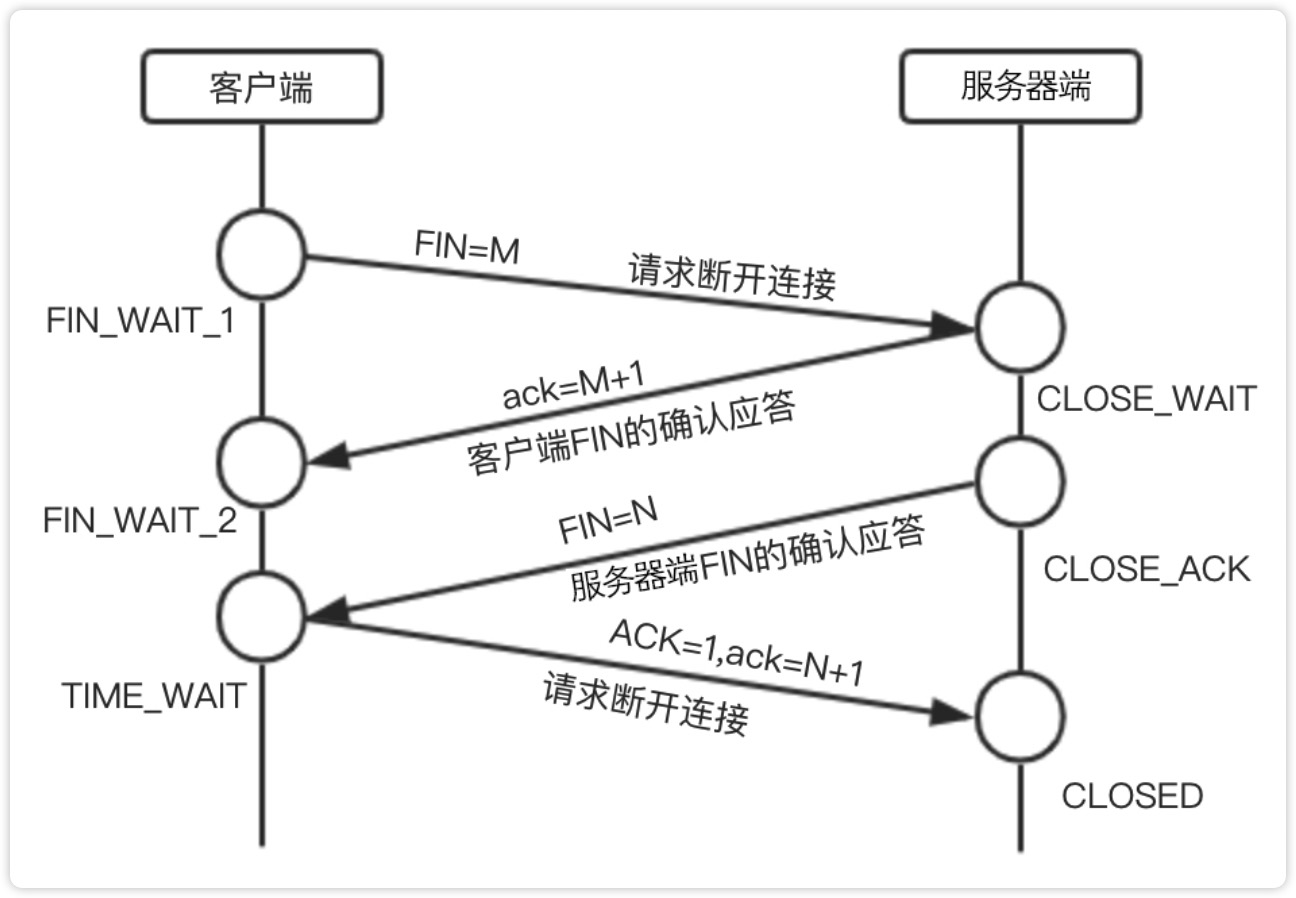 客户端
服务器端
FIN=M
请求断开连接
FIN_WAIT_1
ack=M+1
客户端FIN的确认应答
CLOSE_WAIT
FIN_WAIT_2
FIN=N
服务器端FIN的确认应答
CLOSE_ACK
ACK=1,ack=N+1
请求断开连接
TIME_WAIT
CLOSED